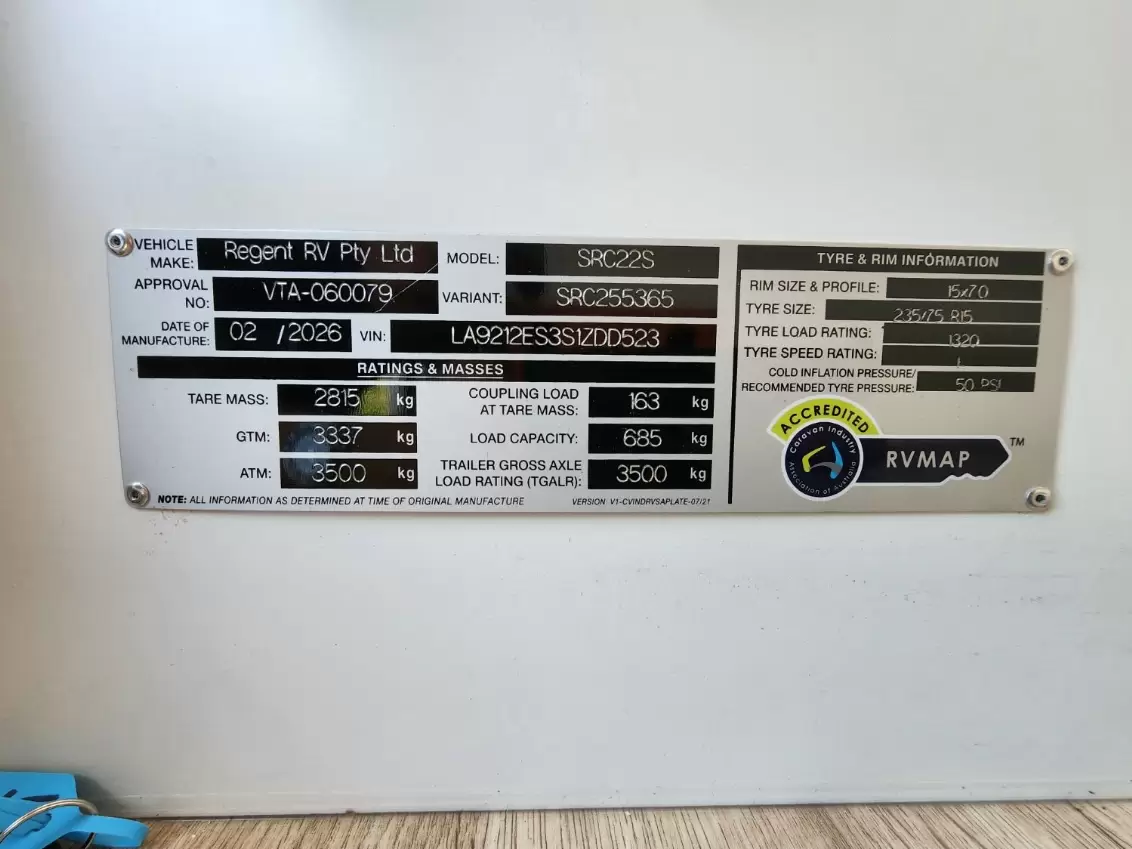 VEHICLE MAKE: Regent RV Pty Ltd MODEL: SRC22S
APPROVAL NO: VTA-060079 VARIANT: SRC255365
DATE OF MANUFACTURE: 02 / 2026 VIN: LA9212ES3S1ZDD523
RATINGS & MASSES
TARE MASS: 2815 kg COUPLING LOAD AT TARE MASS: 163 kg
GTM: 3337 kg LOAD CAPACITY: 685 kg
ATM: 3500 kg TRAILER GROSS AXLE LOAD RATING (TGALR): 3500 kg
NOTE: ALL INFORMATION AS DETERMINED AT TIME OF ORIGINAL MANUFACTURE VERSION V1-CVINDRVSAPLATE-07/21
TYRE & RIM INFORMATION
RIM SIZE & PROFILE: 15x7.0
TYRE SIZE: 235/75 R15
TYRE LOAD RATING: 1320
TYRE SPEED RATING:
COLD INFLATION PRESSURE/
RECOMMENDED TYRE PRESSURE: 50 PSI
ACCREDITED
Caravan Industry
Association of Australia
RVMAP TM